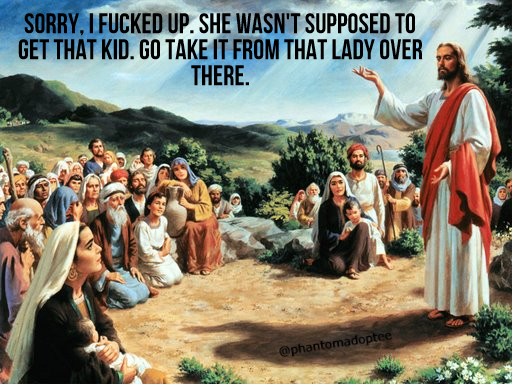 SORRY, I FUCKED UP. SHE WASN'T SUPPOSED TO
GET THAT KID. GO TAKE IT FROM THAT LADY OVER
THERE.
@phantomadoptee